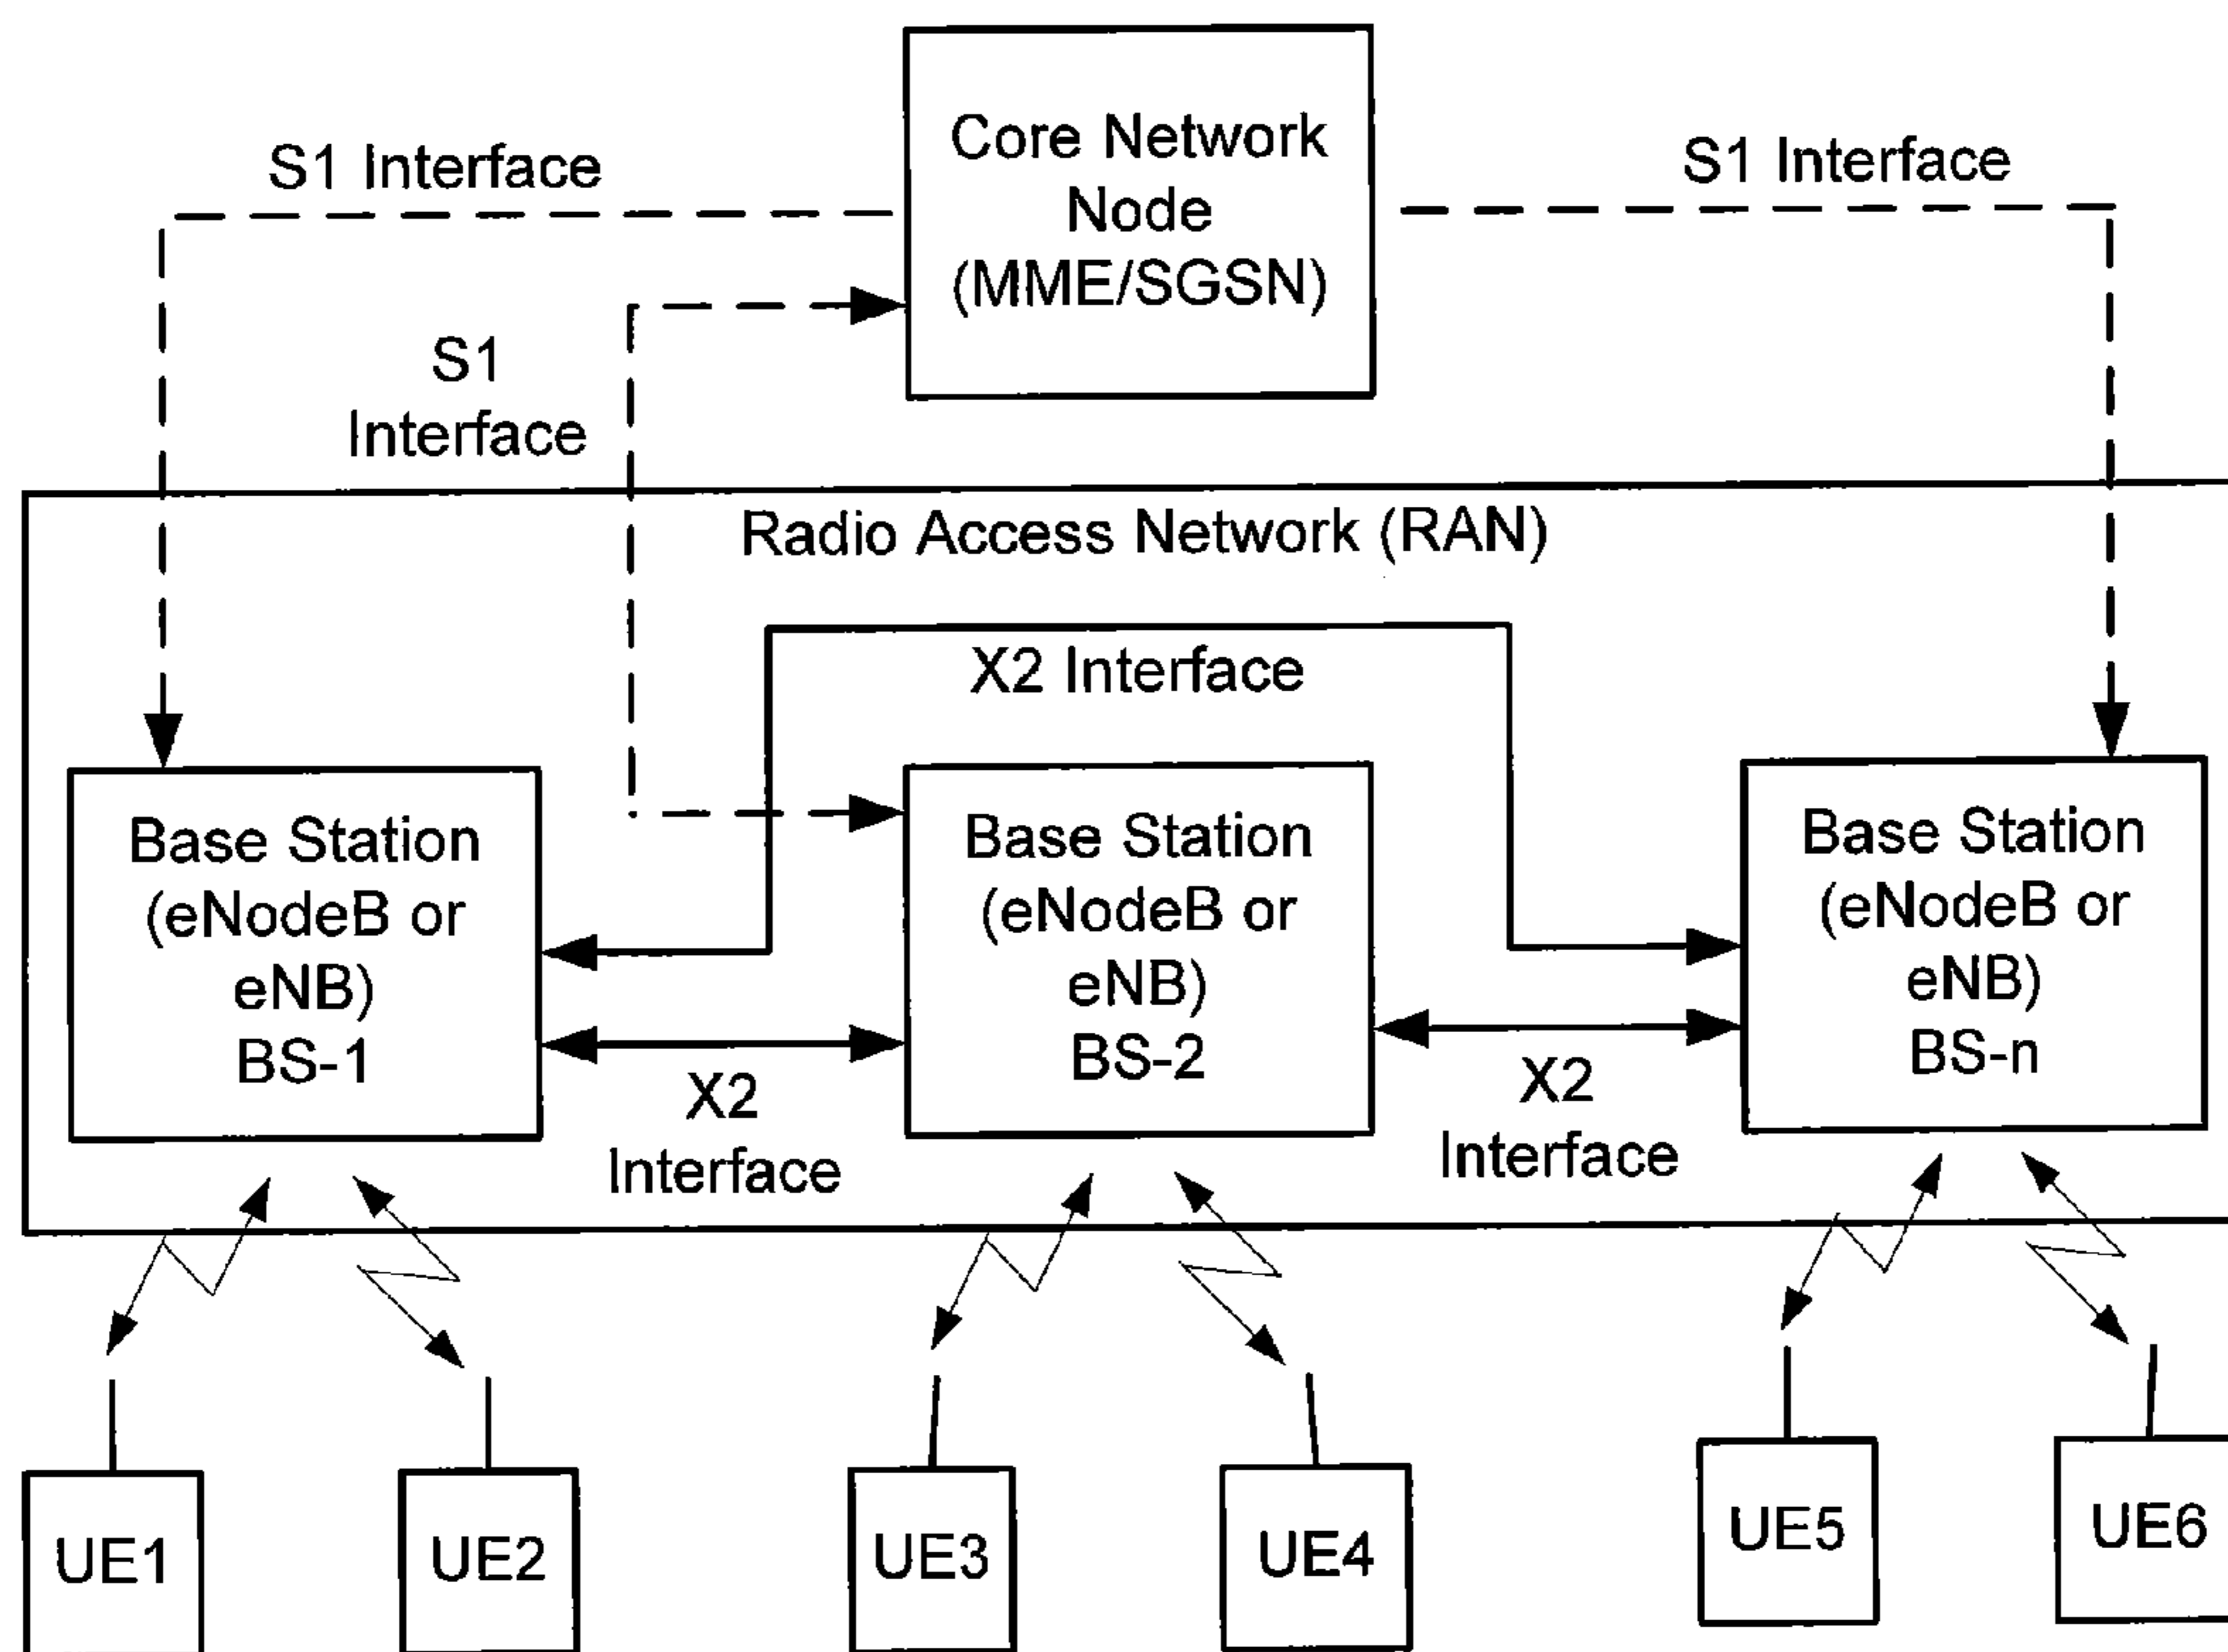 Core Network
Node
(MME/SGSN)
S1 Interface
S1 Interface
S1
Interface
Radio Access Network (RAN)
X2 Interface
Base Station
(eNodeB or
eNB)
BS-1
Base Station
(eNodeB or
eNB)
BS-2
Base Station
(eNodeB or
eNB)
BS-n
X2
Interface
X2
Interface
UE1
UE2
UE3
UE4
UE5
UE6